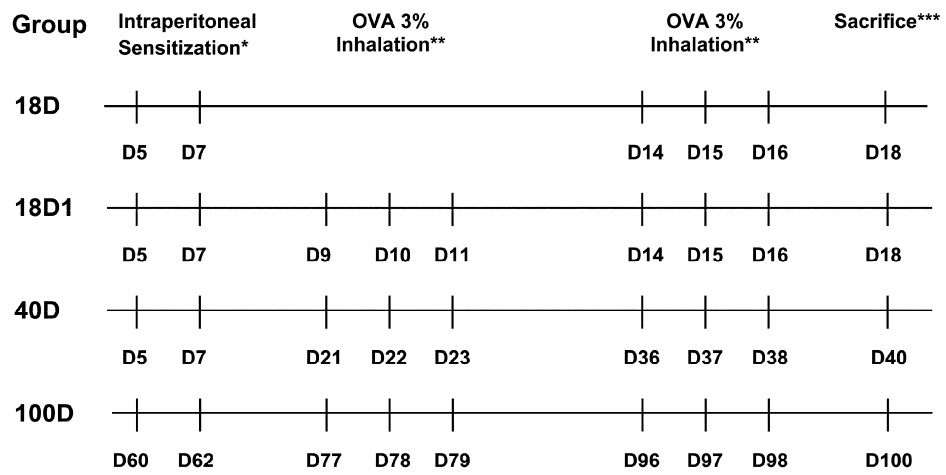 Group Intraperitoneal Sensitization* OVA 3% Inhalation** OVA 3% Inhalation** Sacrifice***
18D
D5 D7 D14 D15 D16 D18
18D1
D5 D7 D9 D10 D11 D14 D15 D16 D18
40D
D5 D7 D21 D22 D23 D36 D37 D38 D40
100D
D60 D62 D77 D78 D79 D96 D97 D98 D100